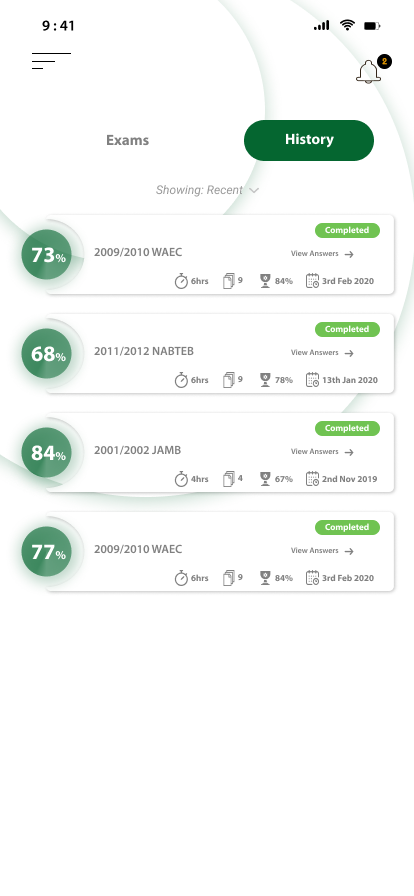 9 : 41
2
Exams
History
Showing: Recent
Completed
73%
2009/2010 WAEC
View Answers
6hrs 9 84% 3rd Feb 2020
Completed
68%
2011/2012 NABTEB
View Answers
6hrs 9 78% 13th Jan 2020
Completed
84%
2001/2002 JAMB
View Answers
4hrs 4 67% 2nd Nov 2019
Completed
77%
2009/2010 WAEC
View Answers
6hrs 9 84% 3rd Feb 2020